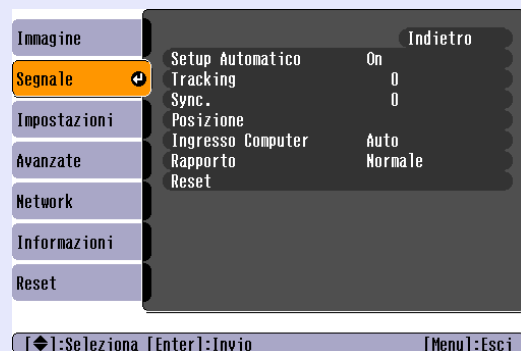 Immagine
Segnale
Impostazioni
Avanzate
Network
Informazioni
Reset
Indietro
Setup Automatico On
Tracking 0
Sync. 0
Posizione
Ingresso Computer Auto
Rapporto Normale
Reset
[◆]:Seleziona [Enter]:Invio [Menu]:Esci